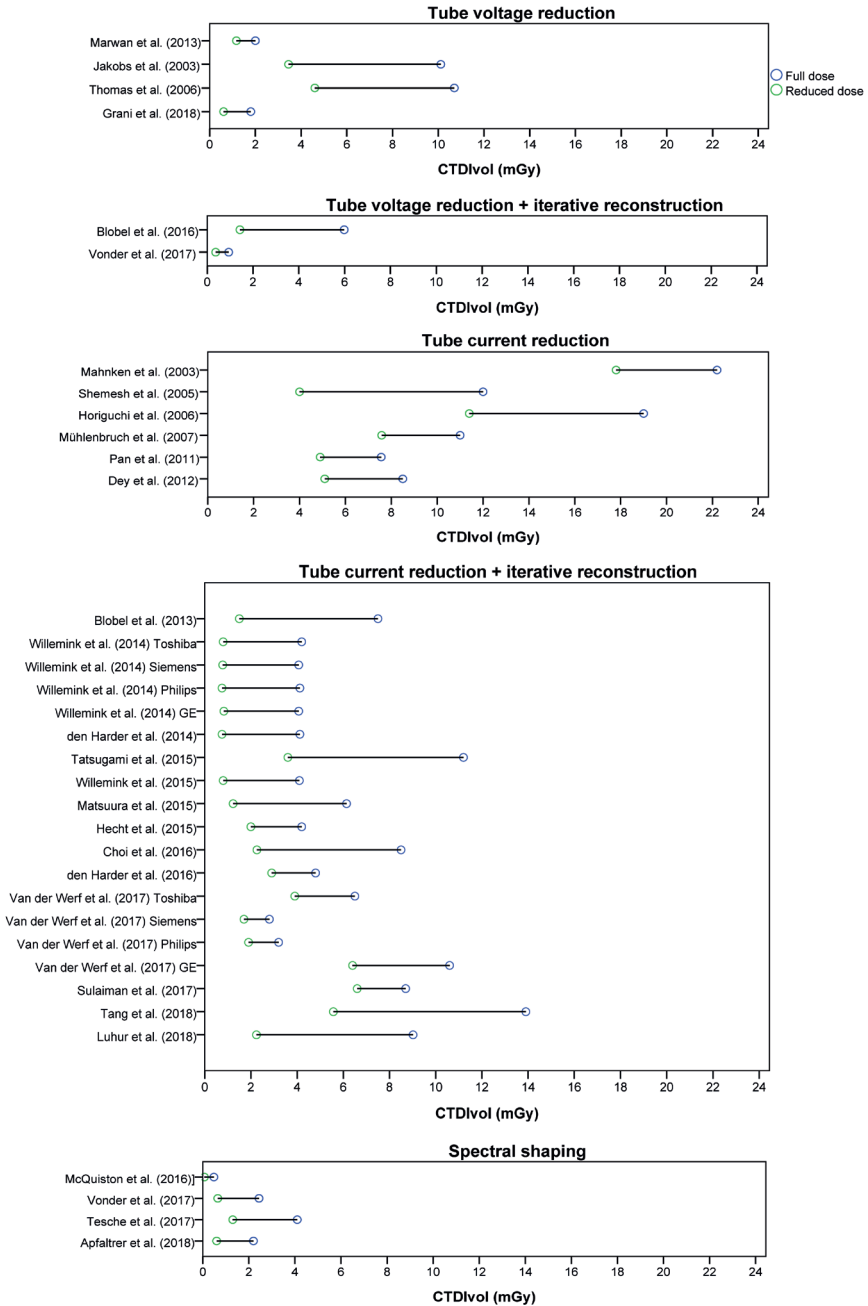 Tube voltage reduction
Marwan et al. (2013)
Jakobs et al. (2003)
Thomas et al. (2006)
Grani et al. (2018)
Full dose
Reduced dose
0 2 4 6 8 10 12 14 16 18 20 22 24
CTDIvol (mGy)
Tube voltage reduction + iterative reconstruction
Blobel et al. (2016)
Vonder et al. (2017)
0 2 4 6 8 10 12 14 16 18 20 22 24
CTDIvol (mGy)
Tube current reduction
Mahnken et al. (2003)
Shemesh et al. (2005)
Horiguchi et al. (2006)
Mühlenbruch et al. (2007)
Pan et al. (2011)
Dey et al. (2012)
0 2 4 6 8 10 12 14 16 18 20 22 24
CTDIvol (mGy)
Tube current reduction + iterative reconstruction
Blobel et al. (2013)
Willemink et al. (2014) Toshiba
Willemink et al. (2014) Siemens
Willemink et al. (2014) Philips
Willemink et al. (2014) GE
den Harder et al. (2014)
Tatsugami et al. (2015)
Willemink et al. (2015)
Matsuura et al. (2015)
Hecht et al. (2015)
Choi et al. (2016)
den Harder et al. (2016)
Van der Werf et al. (2017) Toshiba
Van der Werf et al. (2017) Siemens
Van der Werf et al. (2017) Philips
Van der Werf et al. (2017) GE
Sulaiman et al. (2017)
Tang et al. (2018)
Luhur et al. (2018)
0 2 4 6 8 10 12 14 16 18 20 22 24
CTDIvol (mGy)
Spectral shaping
McQuiston et al. (2016)]
Vonder et al. (2017)
Tesche et al. (2017)
Apfaltrer et al. (2018)
0 2 4 6 8 10 12 14 16 18 20 22 24
CTDIvol (mGy)